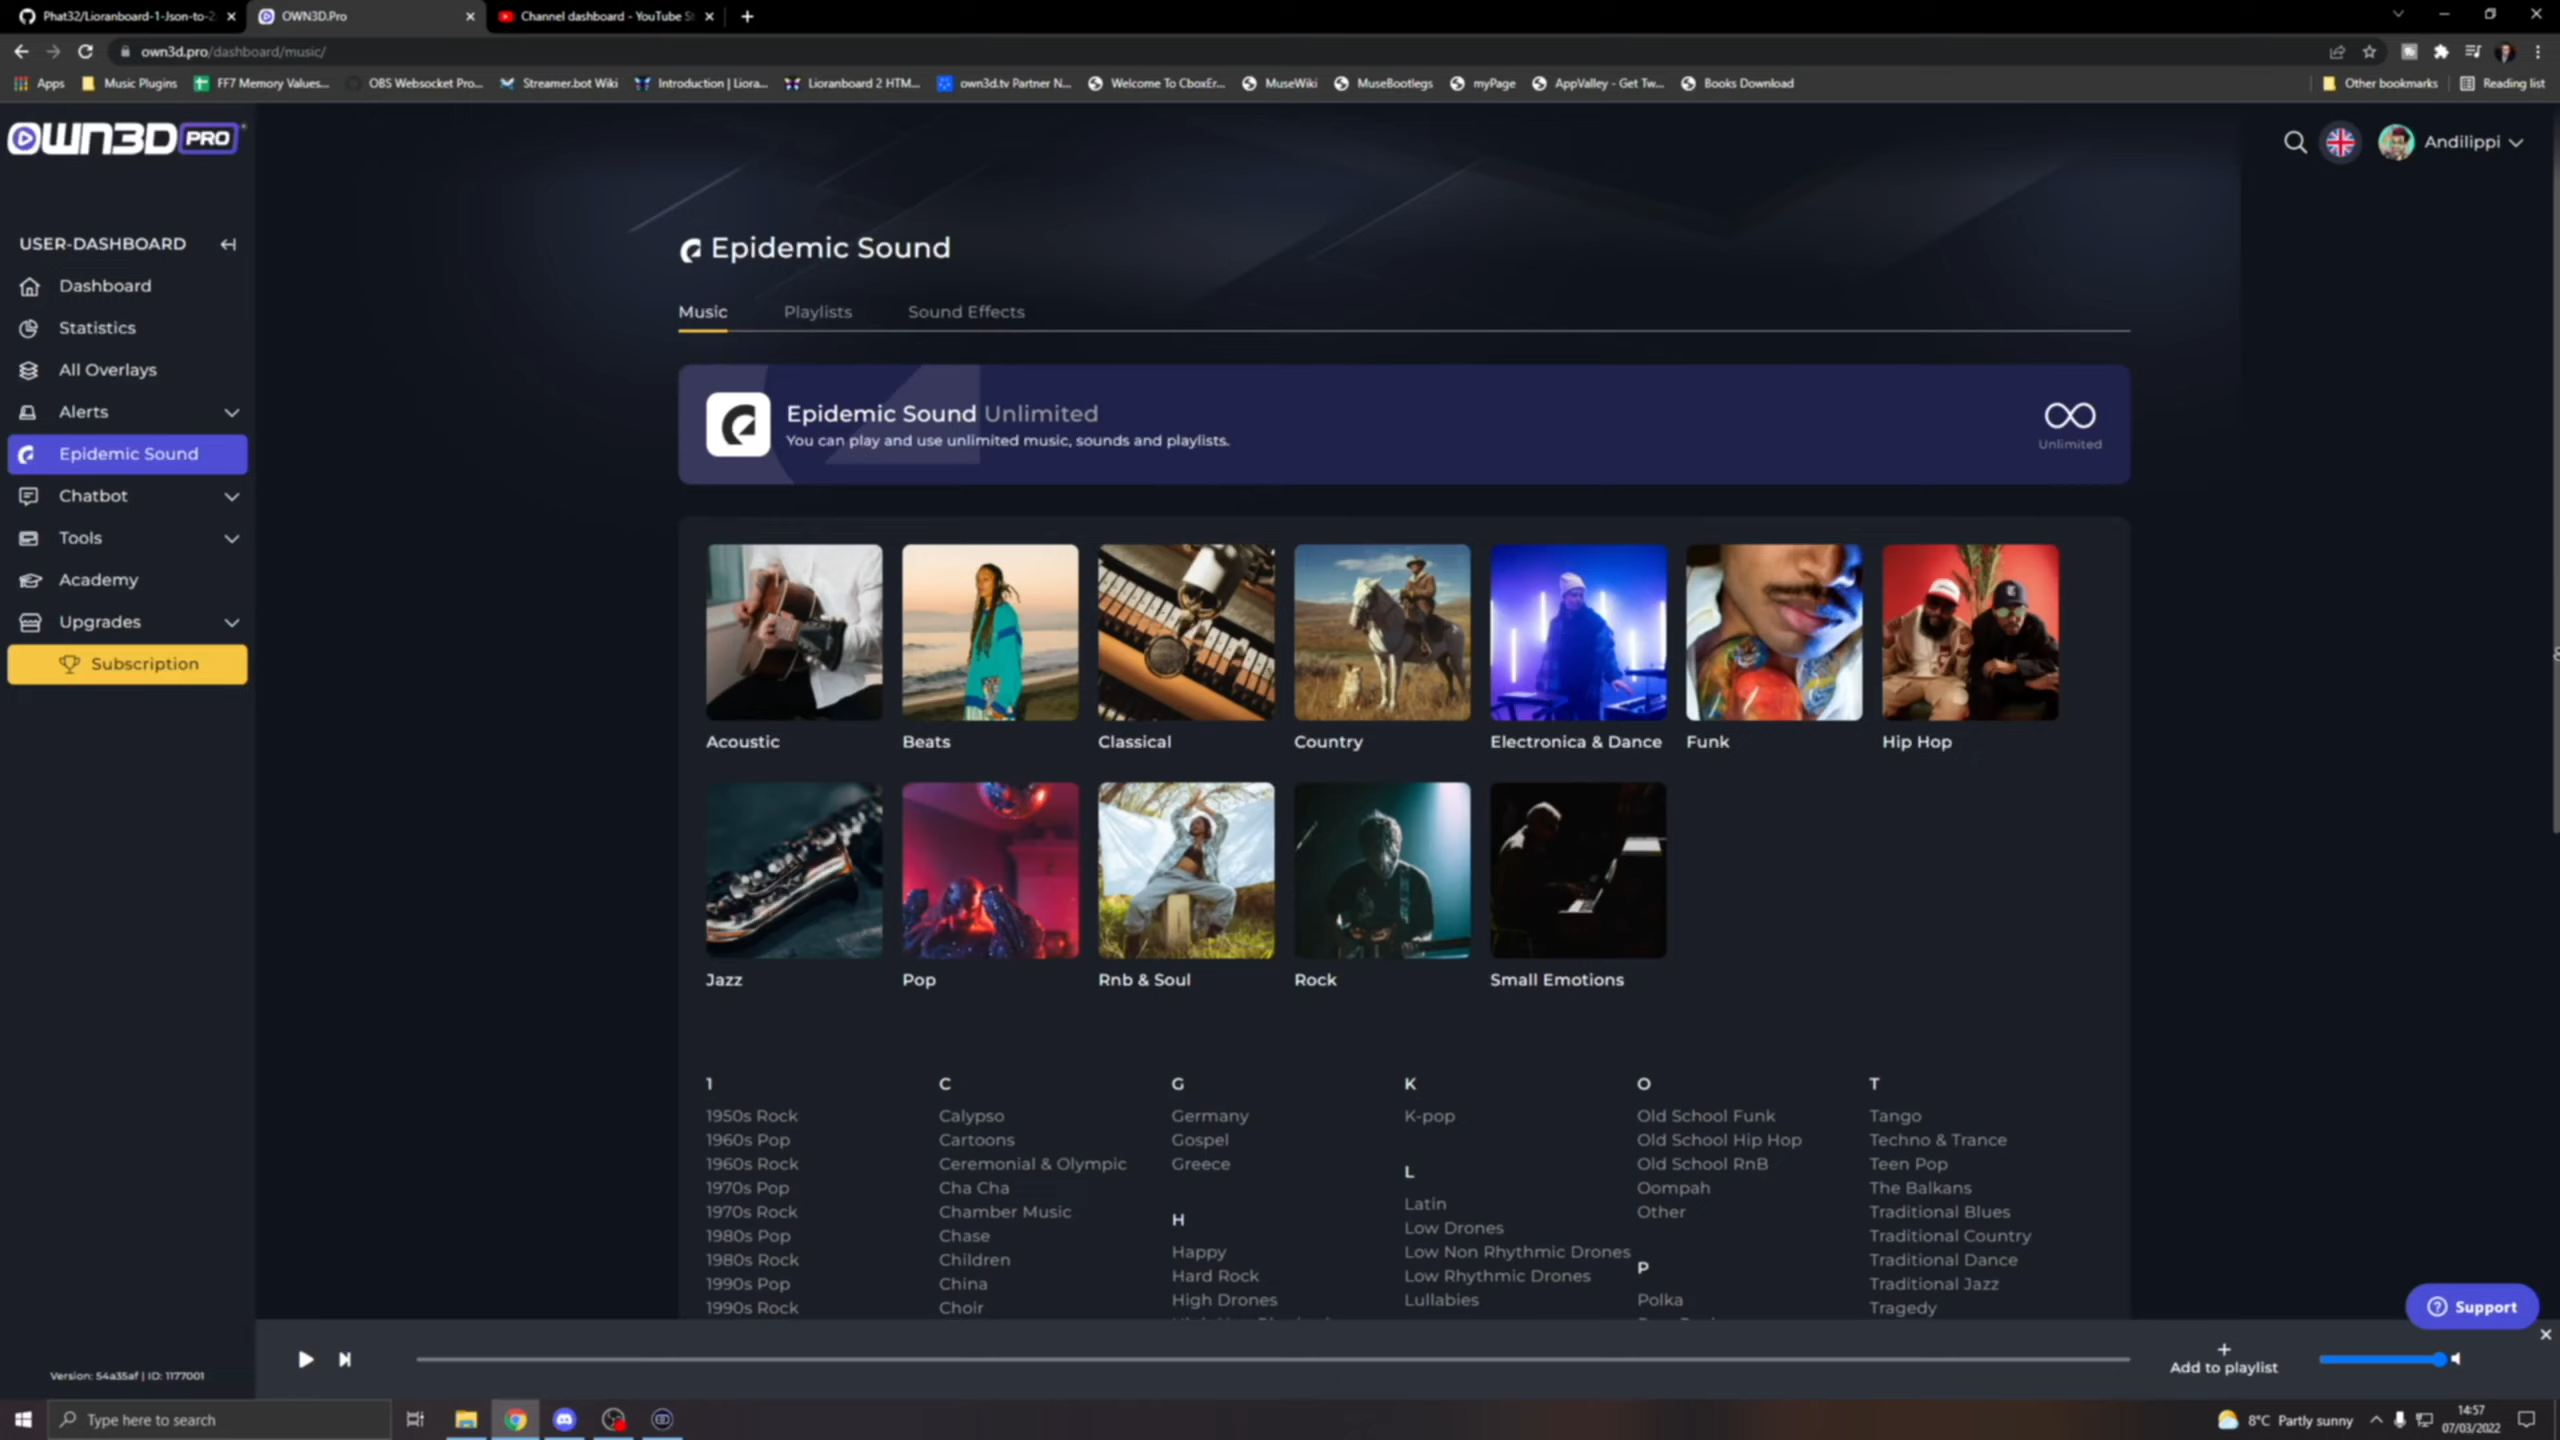 Phat32/Lioranboard-1-Json-to-2
OWN3D.Pro
Channel dashboard - YouTube S
own3d.pro/dashboard/music/
Apps
Music Plugins
FF7 Memory Values...
OBS Websocket Pro...
Streamer.bot Wiki
Introduction | Liora...
Lioranboard 2 HTM...
own3d.tv Partner N...
Welcome To CboxEr...
MuseWiki
MuseBootlegs
myPage
AppValley - Get Tw...
Books Download
Other bookmarks
Reading list
OWN3D PRO
Andilippi
USER-DASHBOARD
Dashboard
Statistics
All Overlays
Alerts
Epidemic Sound
Chatbot
Tools
Academy
Upgrades
Subscription
Version: 54a35af | ID: 1177001
Epidemic Sound
Music Playlists Sound Effects
Epidemic Sound Unlimited
You can play and use unlimited music, sounds and playlists.
Unlimited
Acoustic
Beats
Classical
Country
Electronica & Dance
Funk
Hip Hop
Jazz
Pop
Rnb & Soul
Rock
Small Emotions
1
1950s Rock
1960s Pop
1960s Rock
1970s Pop
1970s Rock
1980s Pop
1980s Rock
1990s Pop
1990s Rock
C
Calypso
Cartoons
Ceremonial & Olympic
Cha Cha
Chamber Music
Chase
Children
China
Choir
G
Germany
Gospel
Greece
H
Happy
Hard Rock
High Drones
K
K-pop
L
Latin
Low Drones
Low Non Rhythmic Drones
Low Rhythmic Drones
Lullabies
O
Old School Funk
Old School Hip Hop
Old School RnB
Oompah
Other
P
Polka
T
Tango
Techno & Trance
Teen Pop
The Balkans
Traditional Blues
Traditional Country
Traditional Dance
Traditional Jazz
Tragedy
Support
Add to playlist
Type here to search
8°C Partly sunny
14:57
07/03/2022